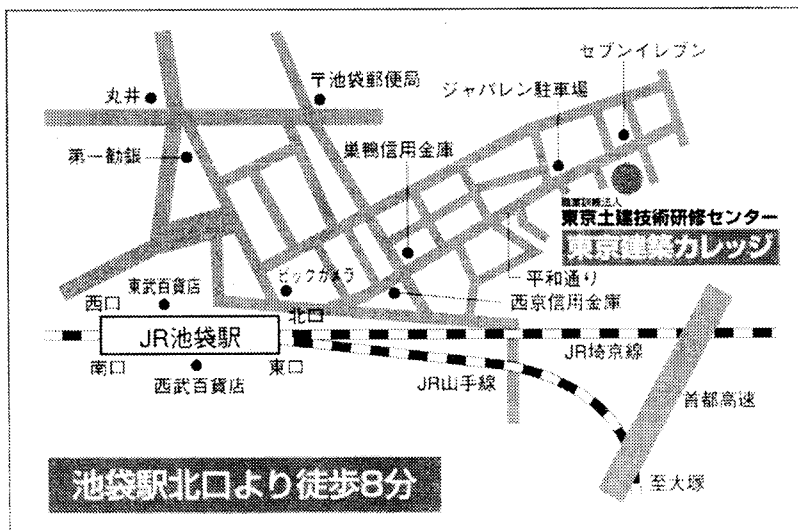 セブンイレブン
〒池袋郵便局
ジャパレン駐車場
丸井
第一勧銀
巣鴨信用金庫
職業訓練法人
東京土建技術研修センター
東京建築カレッジ
平和通り
西京信用金庫
ビックカメラ
東武百貨店
西口
北口
JR池袋駅
南口
東口
西武百貨店
JR埼京線
JR山手線
首都高速
至大塚
池袋駅北口より徒歩8分